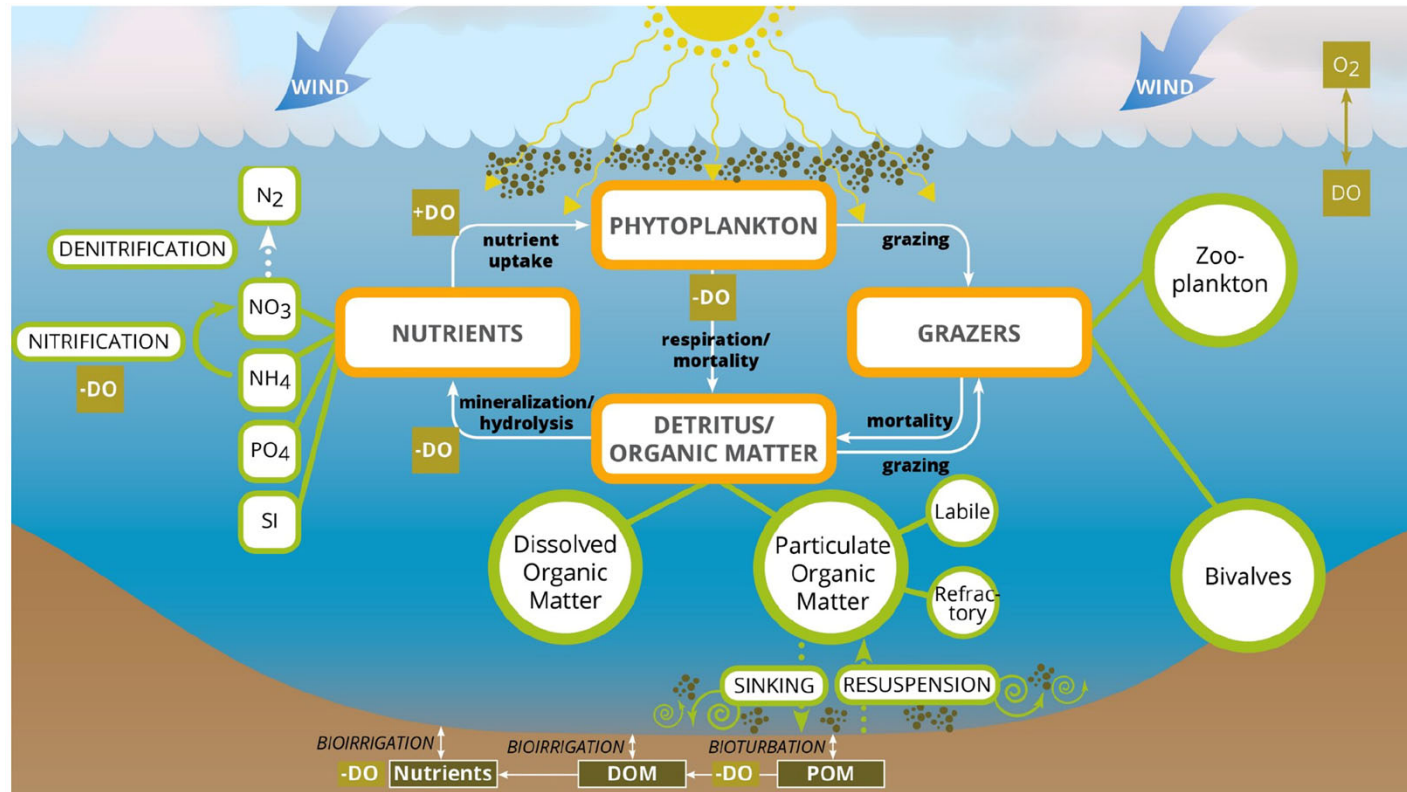 WIND
WIND
O2
DO
N2
DENITRIFICATION
NO3
NITRIFICATION
-DO
NH4
PO4
SI
+DO
nutrient
uptake
PHYTOPLANKTON
grazing
-DO
respiration/
mortality
NUTRIENTS
GRAZERS
Zoo-
plankton
mineralization/
hydrolysis
-DO
DETRITUS/
ORGANIC MATTER
mortality
grazing
Dissolved
Organic
Matter
Particulate
Organic
Matter
Labile
Refrac-
tory
Bivalves
SINKING
RESUSPENSION
BIOIRRIGATION
BIOIRRIGATION
BIOTURBATION
-DO
Nutrients
DOM
-DO
POM